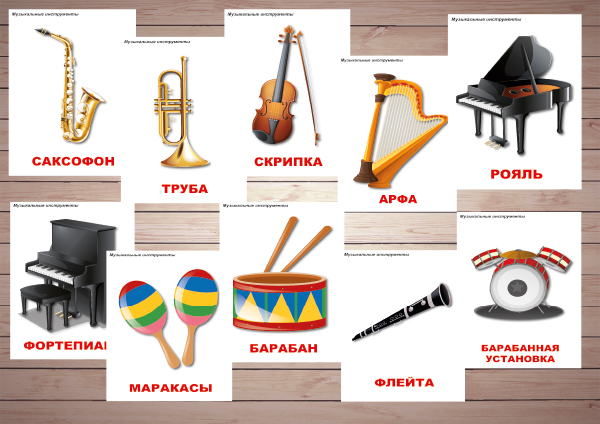 Музыкальные инструменты
САКСОФОН
Музыкальные инструменты
ТРУБА
Музыкальные инструменты
СКРИПКА
Музыкальные инструменты
АРФА
Музыкальные инструменты
РОЯЛЬ
Музыкальные инструменты
ФОРТЕПИАН
Музыкальные инструменты
МАРАКАСЫ
Музыкальные инструменты
БАРАБАН
Музыкальные инструменты
ФЛЕЙТА
Музыкальные инструменты
БАРАБАННАЯ
УСТАНОВКА